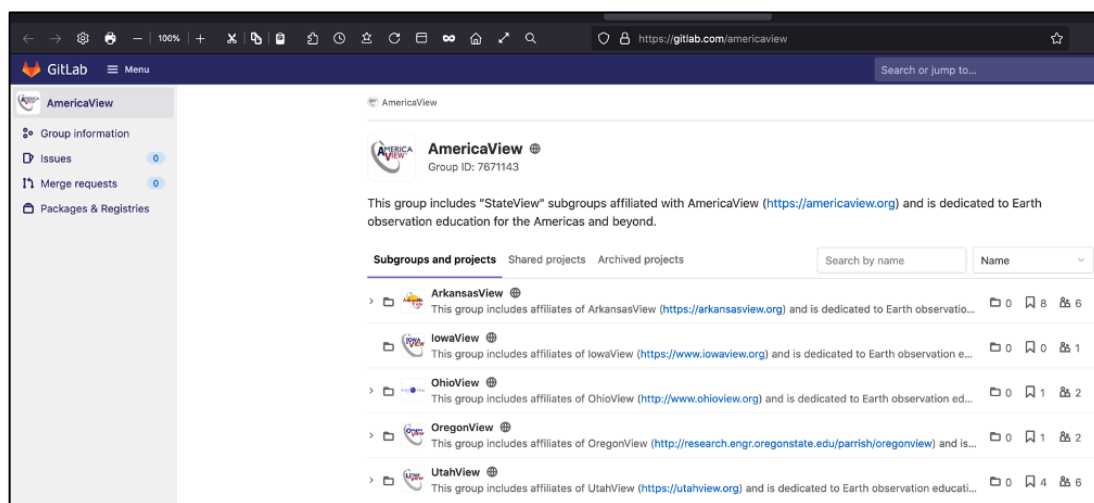 100%
https://gitlab.com/americaview
GitLab
Menu
Search or jump to...
AmericaView
Group information
Issues 0
Merge requests 0
Packages & Registries
AmericaView
AMERICA
VIEW
AmericaView
Group ID: 7671143
This group includes "StateView" subgroups affiliated with AmericaView (https://americaview.org) and is dedicated to Earth
observation education for the Americas and beyond.
Subgroups and projects Shared projects Archived projects Search by name Name
ArkansasView
This group includes affiliates of ArkansasView (https://arkansasview.org) and is dedicated to Earth observatio... 0 8 6
IowaView
This group includes affiliates of IowaView (https://www.iowaview.org) and is dedicated to Earth observation e... 0 0 1
OhioView
This group includes affiliates of OhioView (http://www.ohioview.org) and is dedicated to Earth observation ed... 0 1 2
OregonView
This group includes affiliates of OregonView (http://research.engr.oregonstate.edu/parrish/oregonview) and is... 0 1 2
UtahView
This group includes affiliates of UtahView (https://utahview.org) and is dedicated to Earth observation educati... 0 4 6